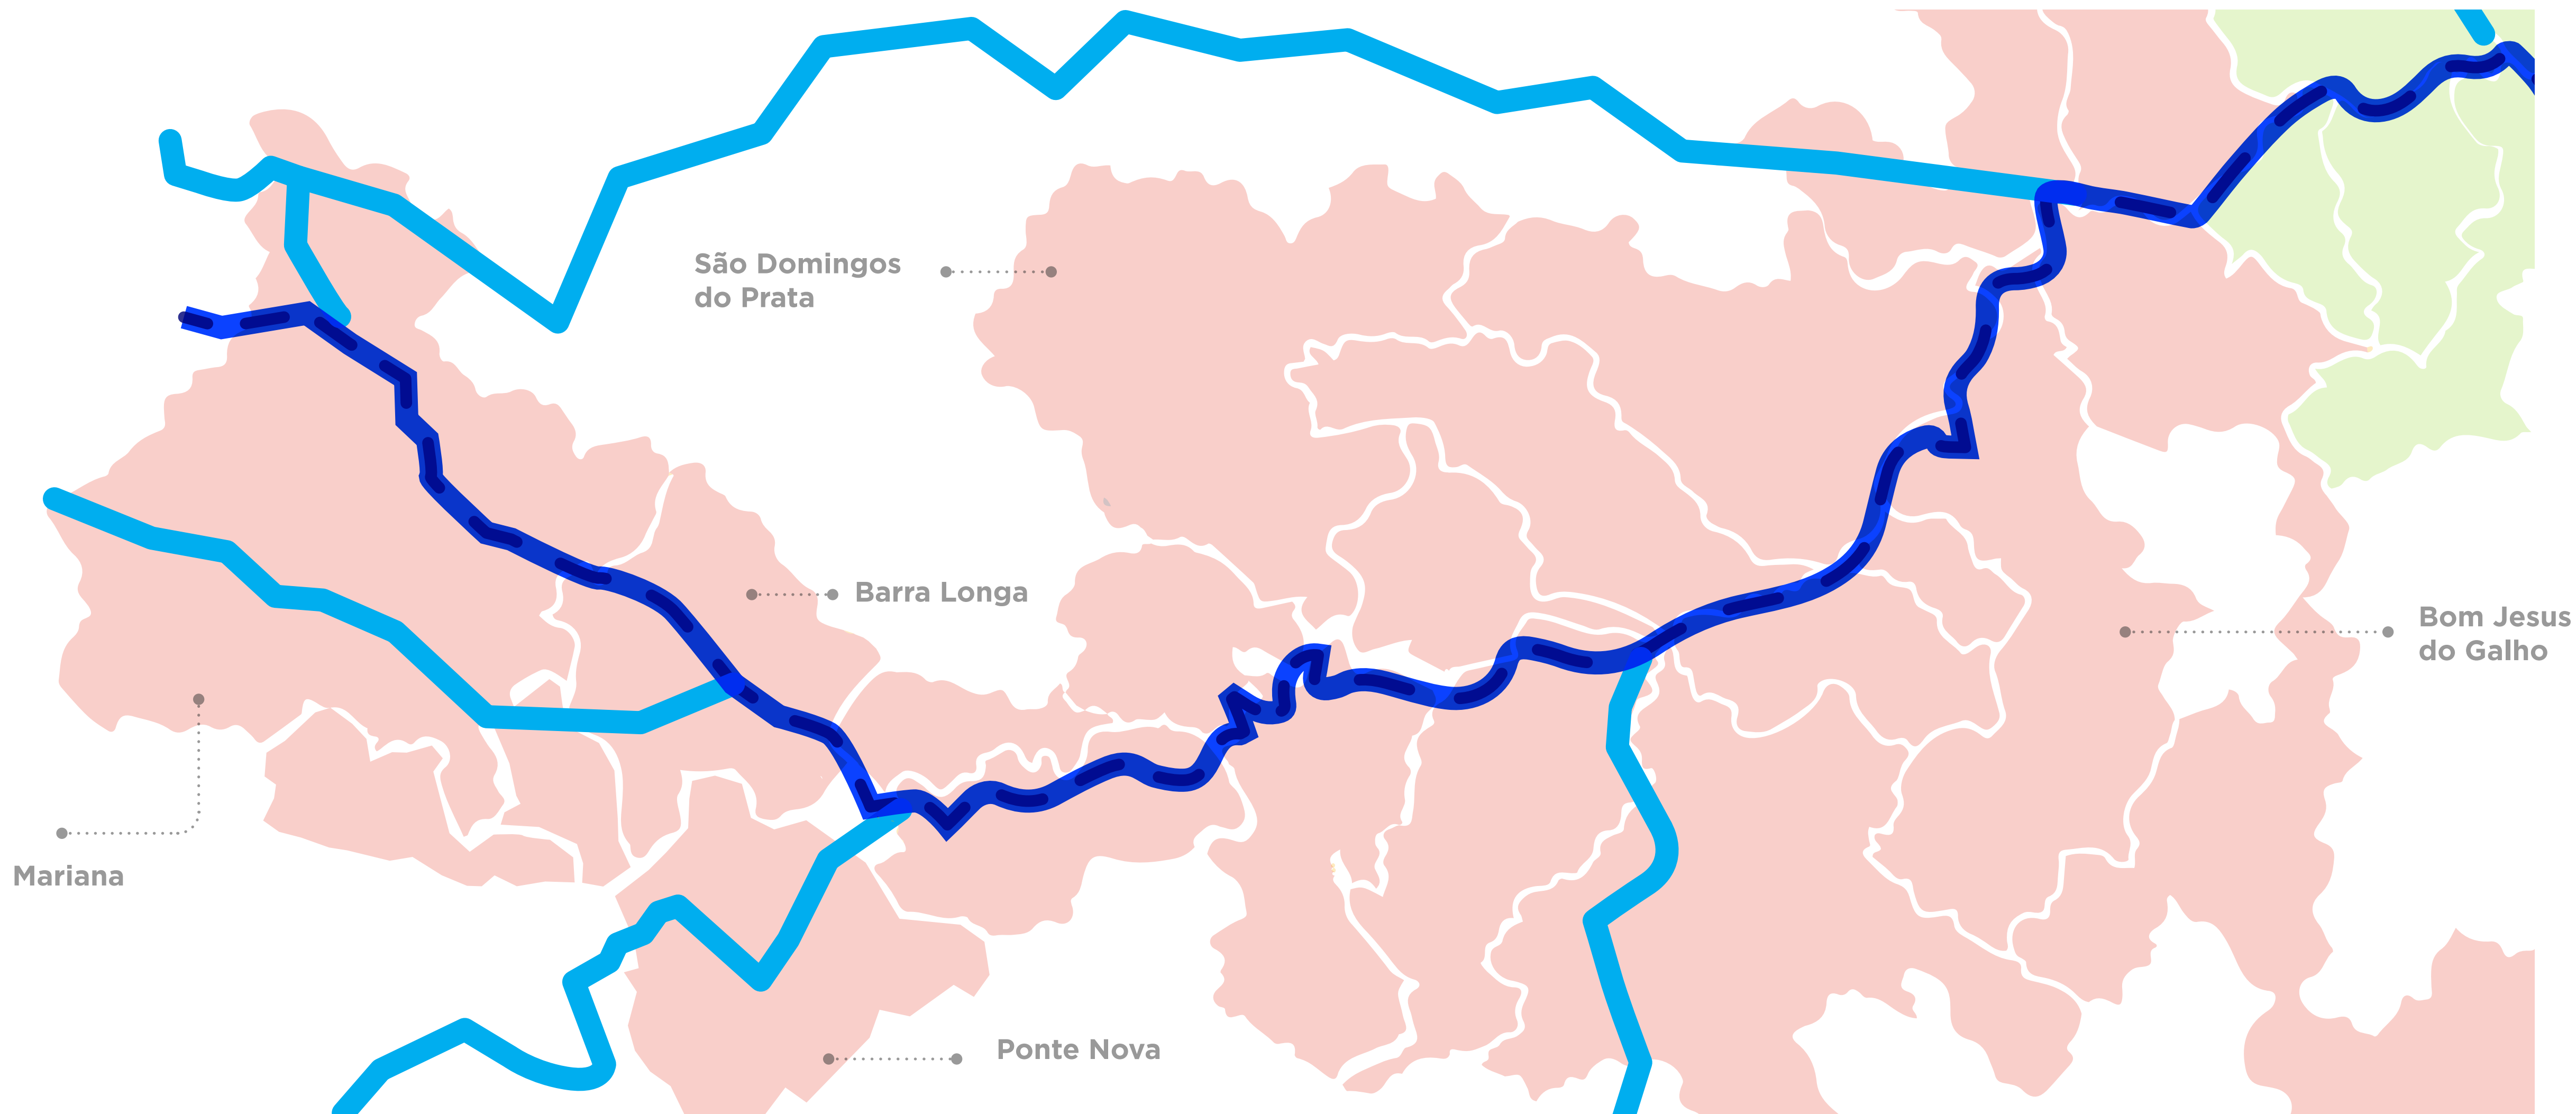 São Domingos
do Prata
Barra Longa
Bom Jesus
do Galho
Mariana
Ponte Nova